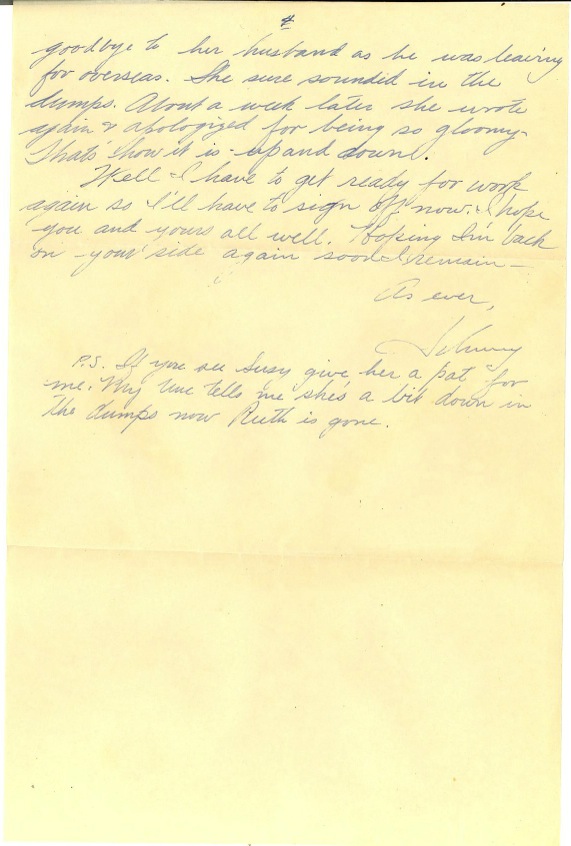 4
goodbye to her husband as he was leaving
for overseas. She sure sounded in the
dumps. About a week later she wrote
again & apologized for being so gloomy.
That's how it is - up and down.
Well I have to get ready for work
again so I'll have to sign off now. I hope
you and yours all well. Hoping I'm back
on your side again soon I remain -
As ever,
Johnny
P.S. If you see Susy give her a pat for
me. My tells me she's a bit down in
the dumps now Ruth is gone.